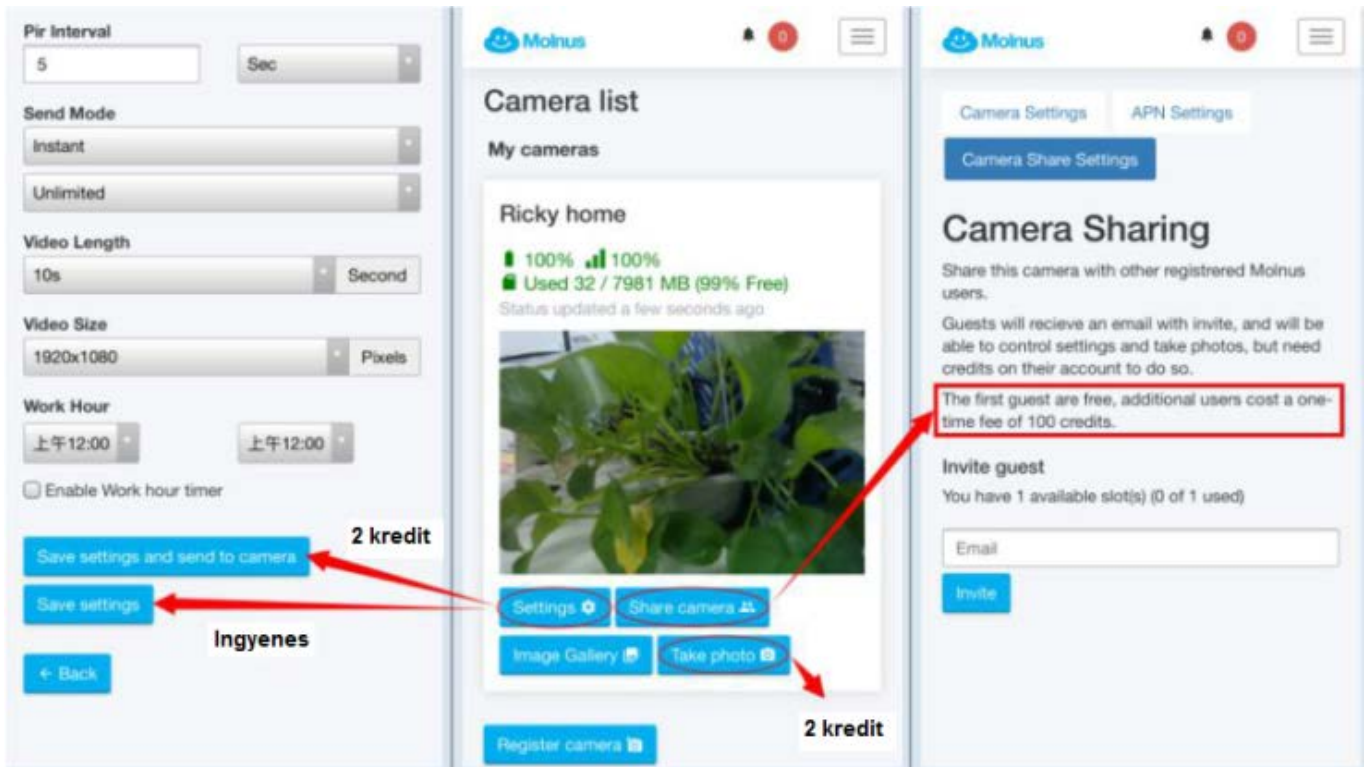 Pir Interval
5
Sec
Send Mode
Instant
Unlimited
Video Length
10s
Second
Video Size
1920x1080
Pixels
Work Hour
上午12:00
上午12:00
Enable Work hour timer
Save settings and send to camera
2 kredit
Save settings
Ingyenes
← Back
Molnus
0
Camera list
My cameras
Ricky home
100% 100%
Used 32 / 7981 MB (99% Free)
Status updated a few seconds ago
Settings
Share camera
Image Gallery
Take photo
2 kredit
Register camera
Molnus
0
Camera Settings
APN Settings
Camera Share Settings
Camera Sharing
Share this camera with other registrered Molnus
users.
Guests will recieve an email with invite, and will be
able to control settings and take photos, but need
credits on their account to do so.
The first guest are free, additional users cost a one-
time fee of 100 credits.
Invite guest
You have 1 available slot(s) (0 of 1 used)
Email
Invite